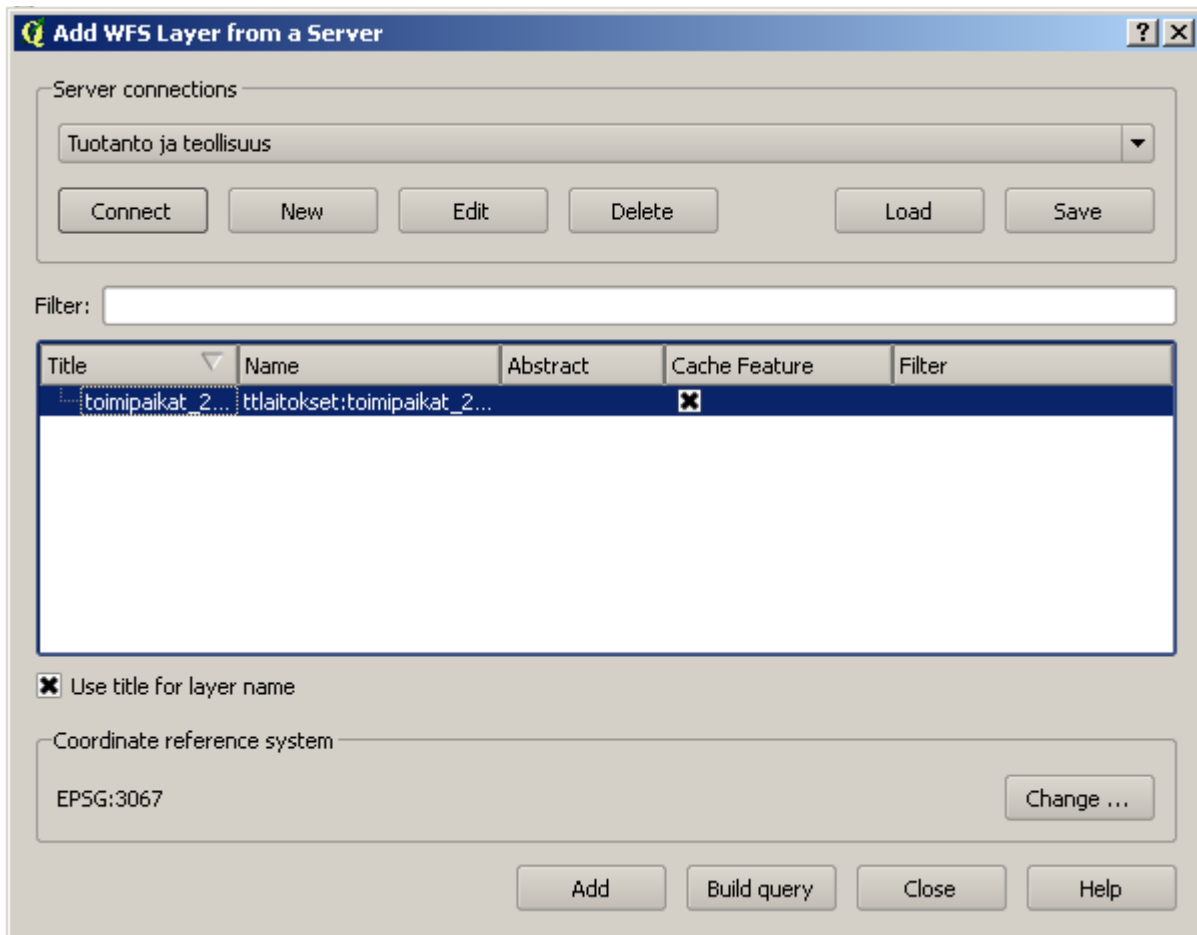 Add WFS Layer from a Server
Server connections
Tuotanto ja teollisuus
Connect New Edit Delete Load Save
Filter:
Title Name Abstract Cache Feature Filter
toimipaikat_2... ttlaitokset:toimipaikat_2...
Use title for layer name
Coordinate reference system
EPSG:3067
Change ...
Add Build query Close Help